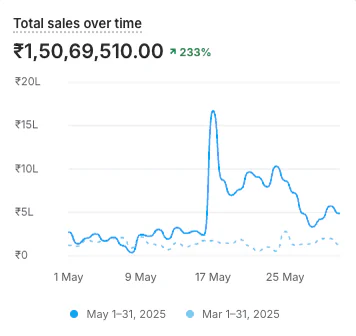 Total sales over time
₹1,50,69,510.00 ↗ 233%
₹20L
₹15L
₹10L
₹5L
₹0
1 May 9 May 17 May 25 May
May 1–31, 2025 Mar 1–31, 2025